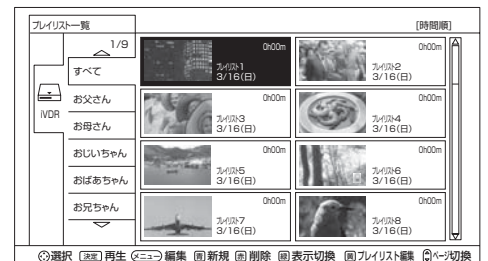 プレイリスト一覧
[時間順]
1/9
すべて
お父さん
お母さん
おじいちゃん
おばあちゃん
お兄ちゃん
iVDR
0h00m
プレイリスト1
3/16(日)
0h00m
プレイリスト2
3/16(日)
0h00m
プレイリスト3
3/16(日)
0h00m
プレイリスト4
3/16(日)
0h00m
プレイリスト5
3/16(日)
0h00m
プレイリスト6
3/16(日)
0h00m
プレイリスト7
3/16(日)
0h00m
プレイリスト8
3/16(日)
選択 決定 再生 メニュー 編集 青 新規 赤 削除 緑 表示切換 黄 プレイリスト編集 ページ切換